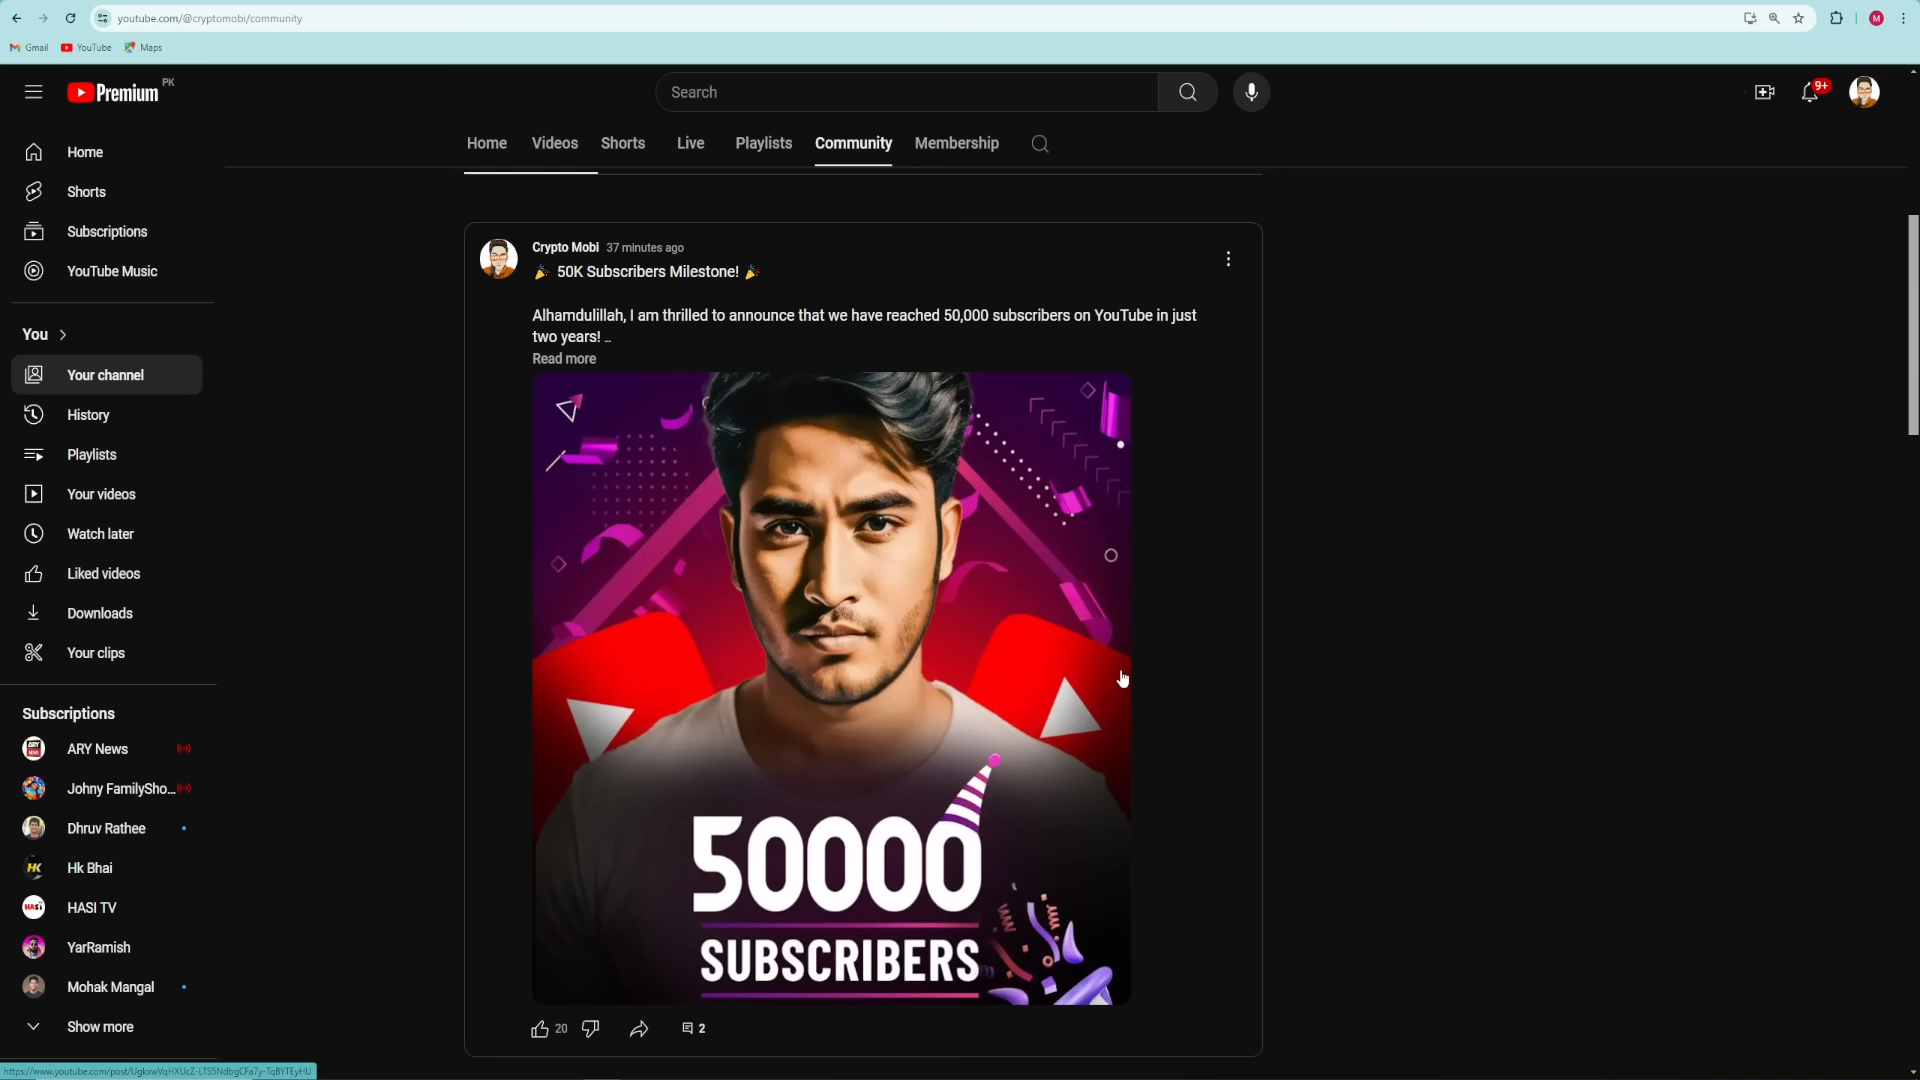 youtube.com/@cryptomobi/community
M
Gmail YouTube Maps
Premium PK
Search
9+
Home Videos Shorts Live Playlists Community Membership
Home
Shorts
Subscriptions
YouTube Music
You
Your channel
History
Playlists
Your videos
Watch later
Liked videos
Downloads
Your clips
Subscriptions
ARY News
Johny FamilySho...
Dhruv Rathee
Hk Bhai
HASI TV
YarRamish
Mohak Mangal
Show more
Crypto Mobi 37 minutes ago
🎉 50K Subscribers Milestone! 🎉
Alhamdulillah, I am thrilled to announce that we have reached 50,000 subscribers on YouTube in just
two years! ...
Read more
50000
SUBSCRIBERS
20 2